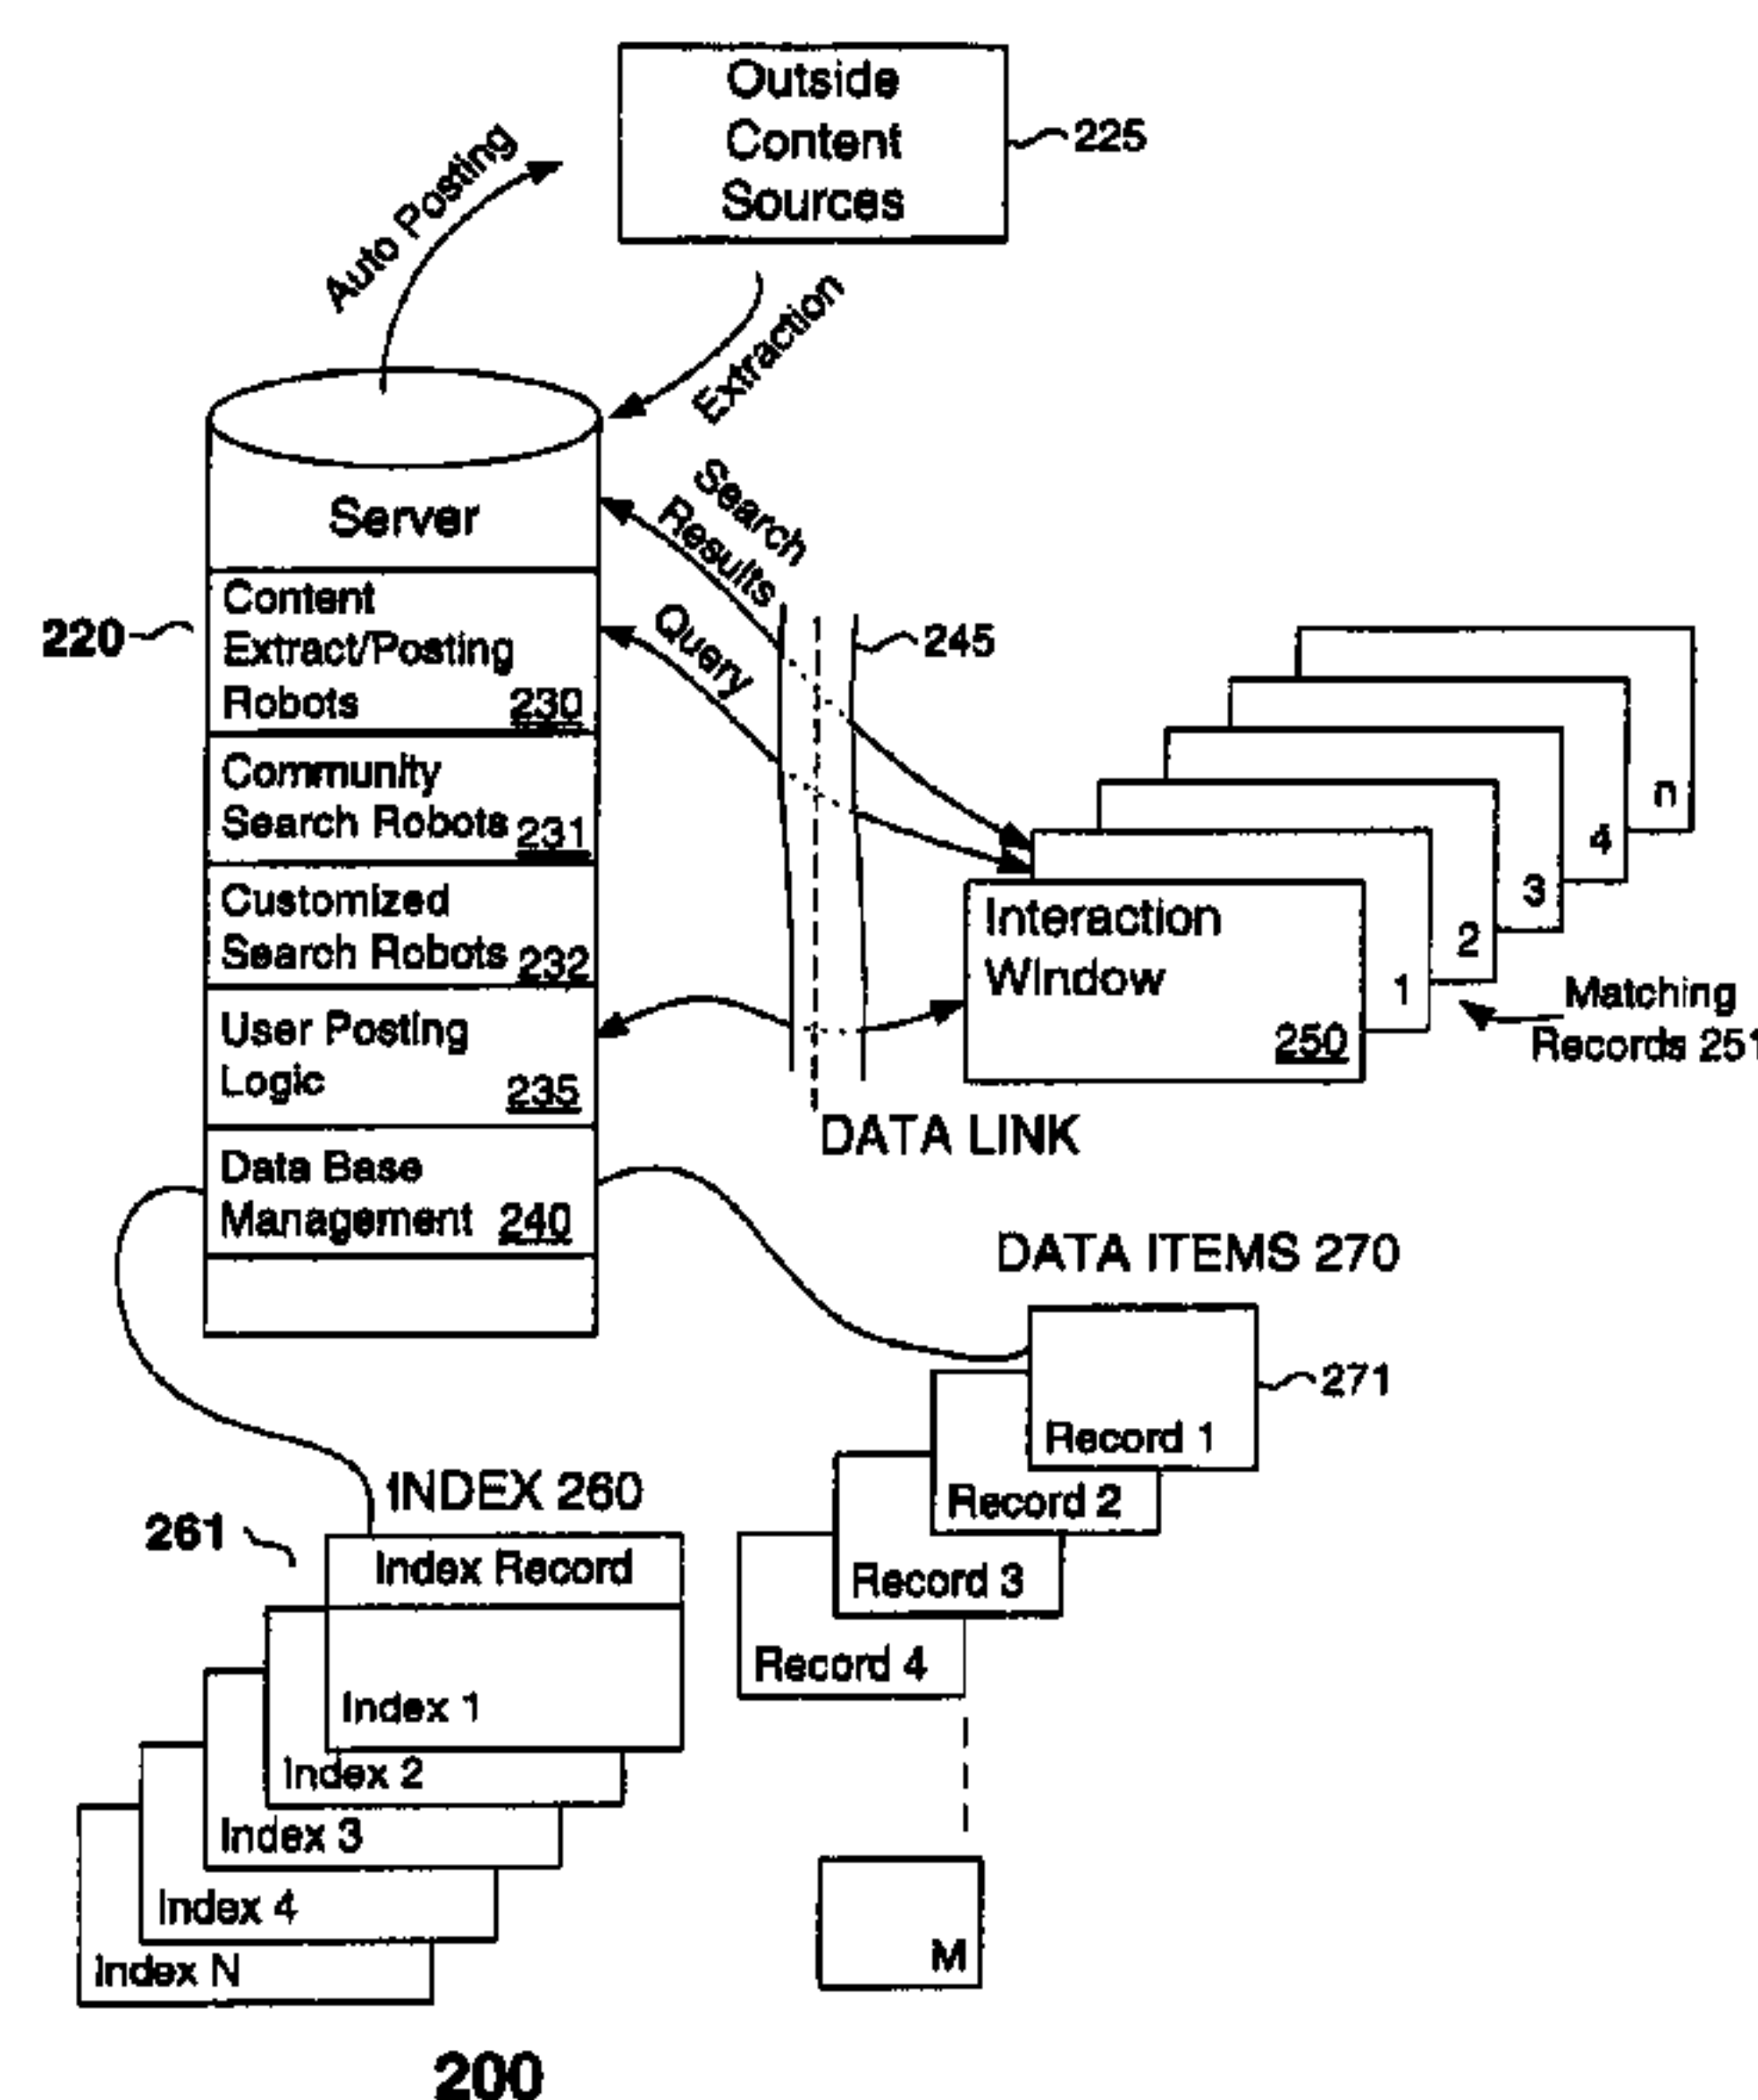 Outside
Content
Sources
225
Auto Posting
Extraction
Server
220
Content
Extract/Posting
Robots 230
Community
Search Robots 231
Customized
Search Robots 232
User Posting
Logic 235
Data Base
Management 240
Search
Results
Query
245
n
4
3
2
1
Interaction
Window
250
Matching
Records 251
DATA LINK
DATA ITEMS 270
271
Record 1
Record 2
Record 3
Record 4
M
INDEX 260
261
Index Record
Index 1
Index 2
Index 3
Index 4
Index N
200